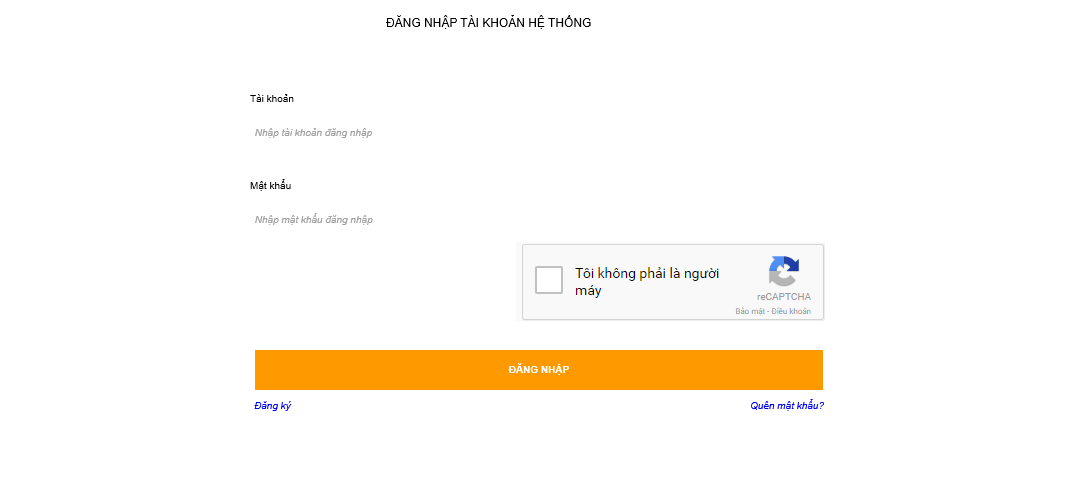 ĐĂNG NHẬP TÀI KHOẢN HỆ THỐNG
Tài khoản
Nhập tài khoản đăng nhập
Mật khẩu
Nhập mật khẩu đăng nhập
Tôi không phải là người
máy
reCAPTCHA
Bảo mật - Điều khoản
ĐĂNG NHẬP
Đăng ký
Quên mật khẩu?